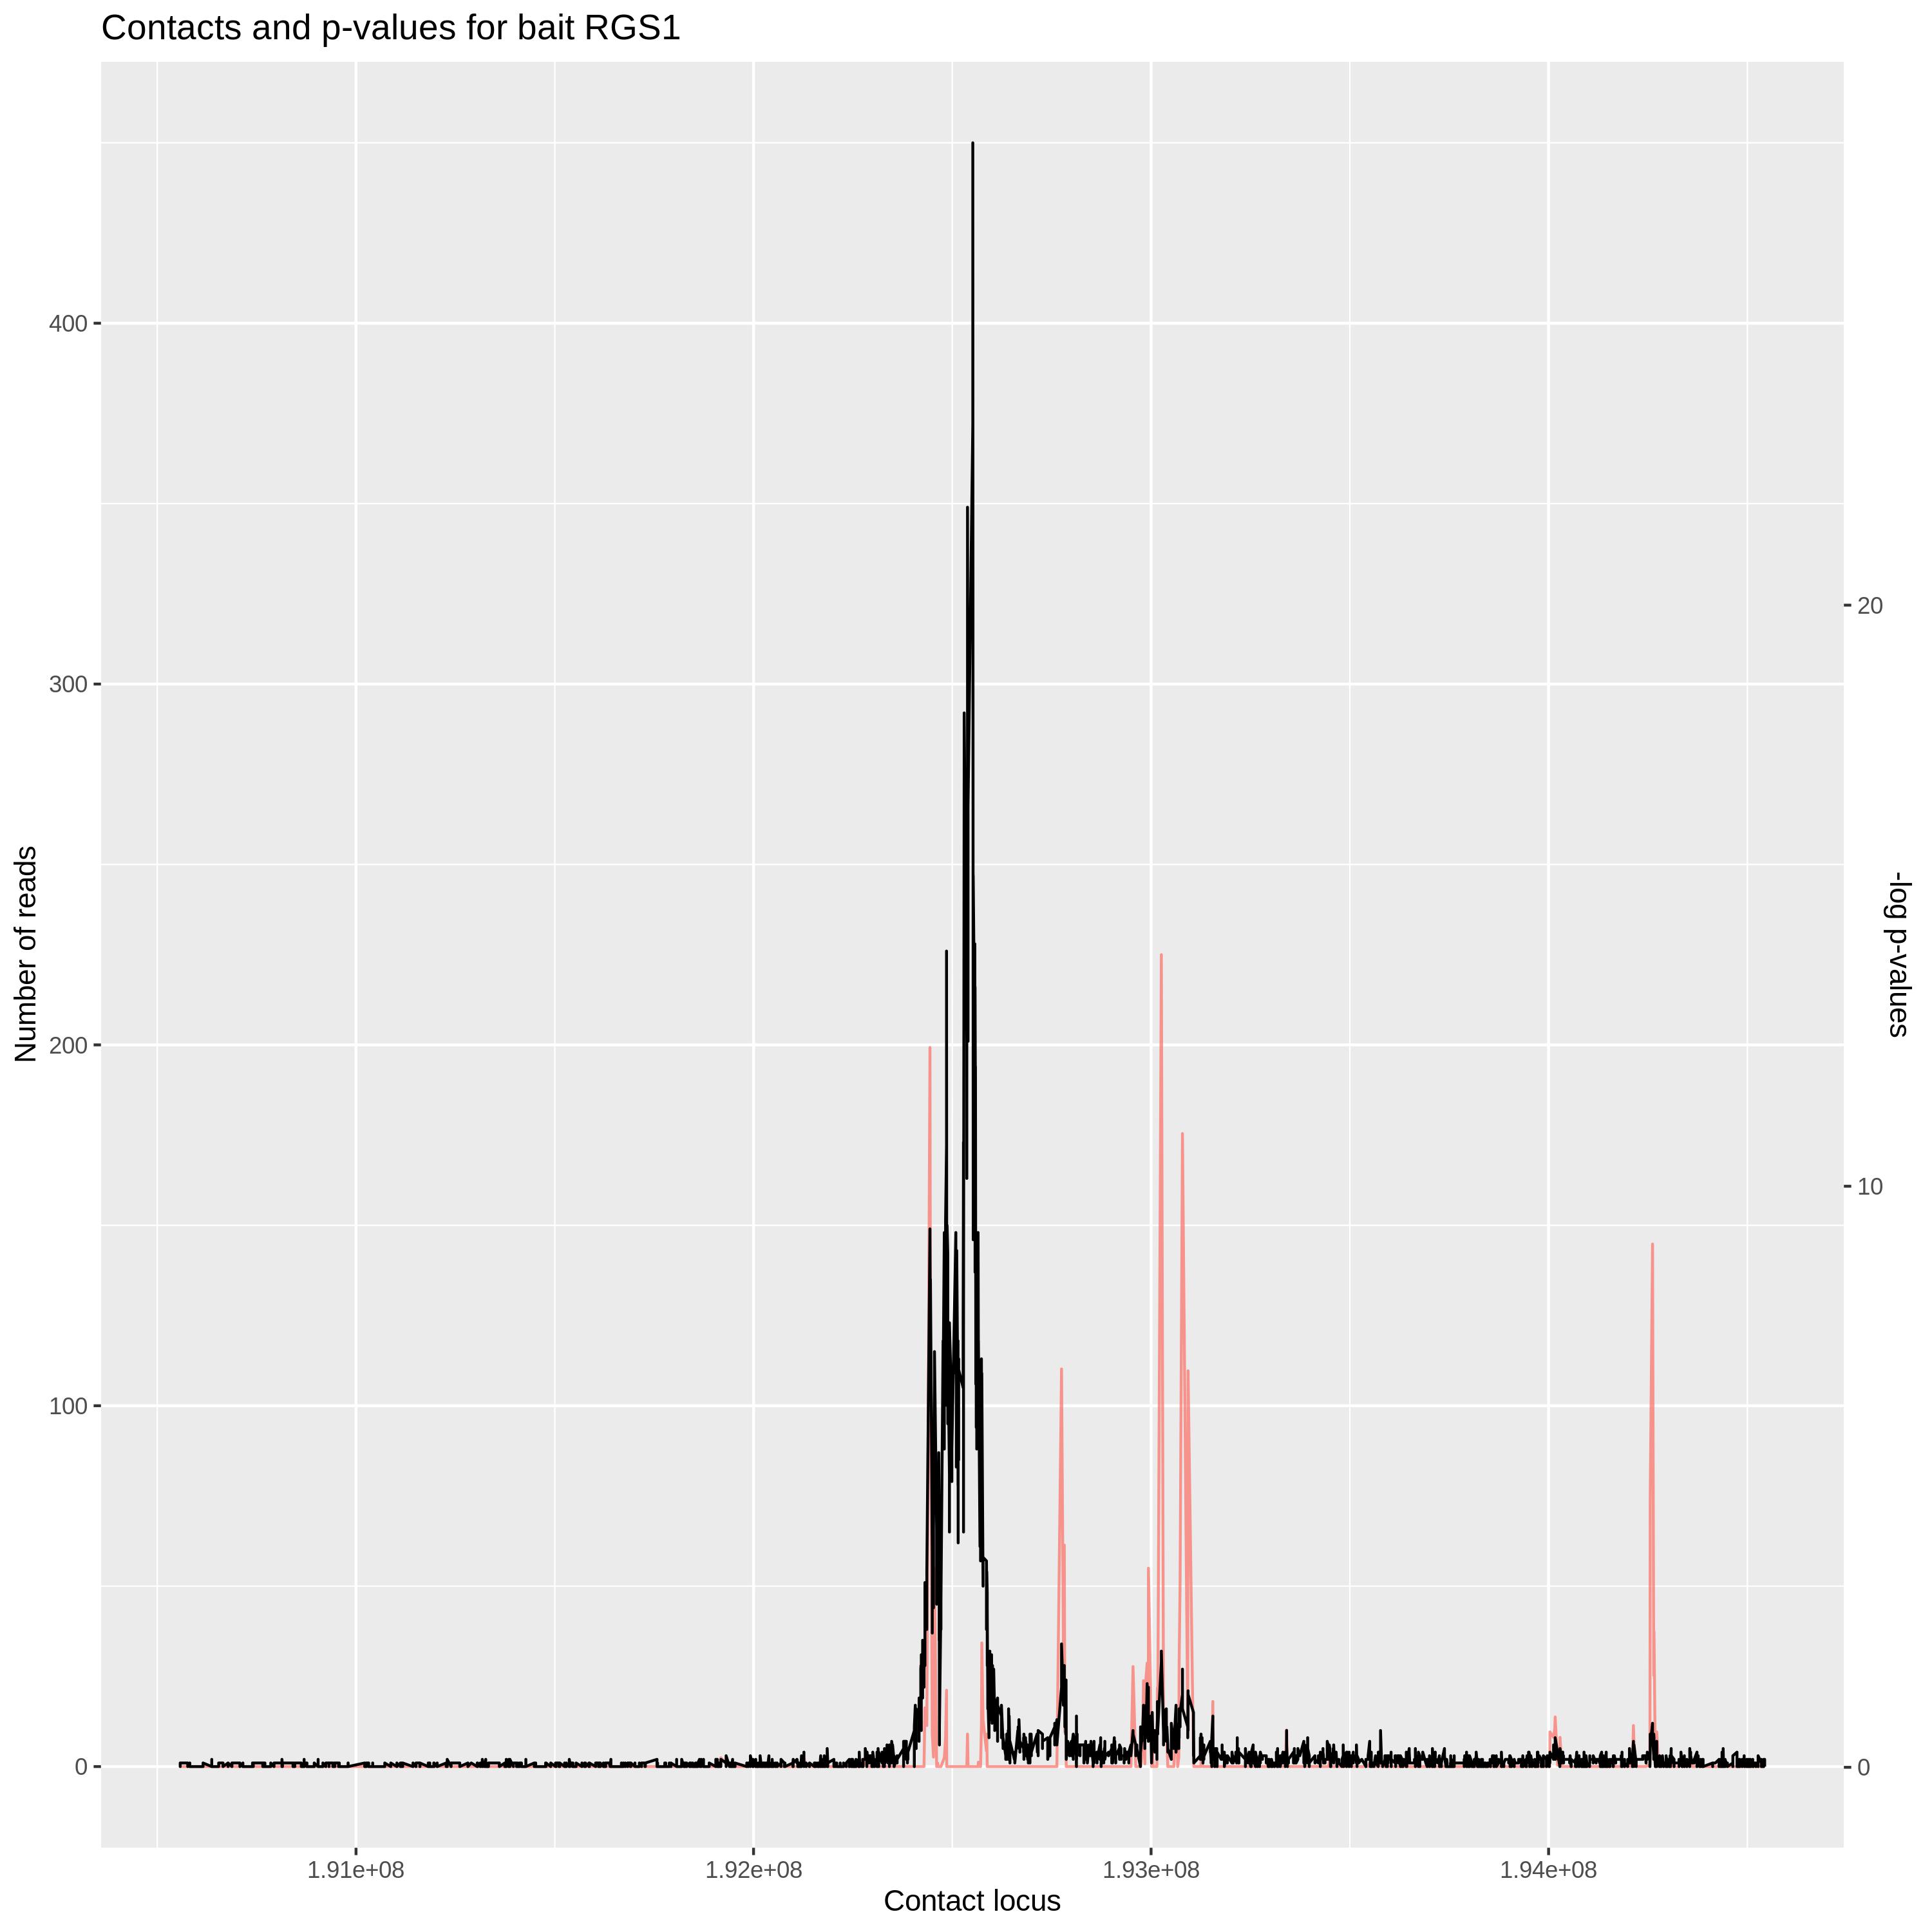 Contacts and p-values for bait RGS1
400
300
200
100
0
Number of reads
20
10
0
-log p-values
1.91e+08
1.92e+08
1.93e+08
1.94e+08
Contact locus